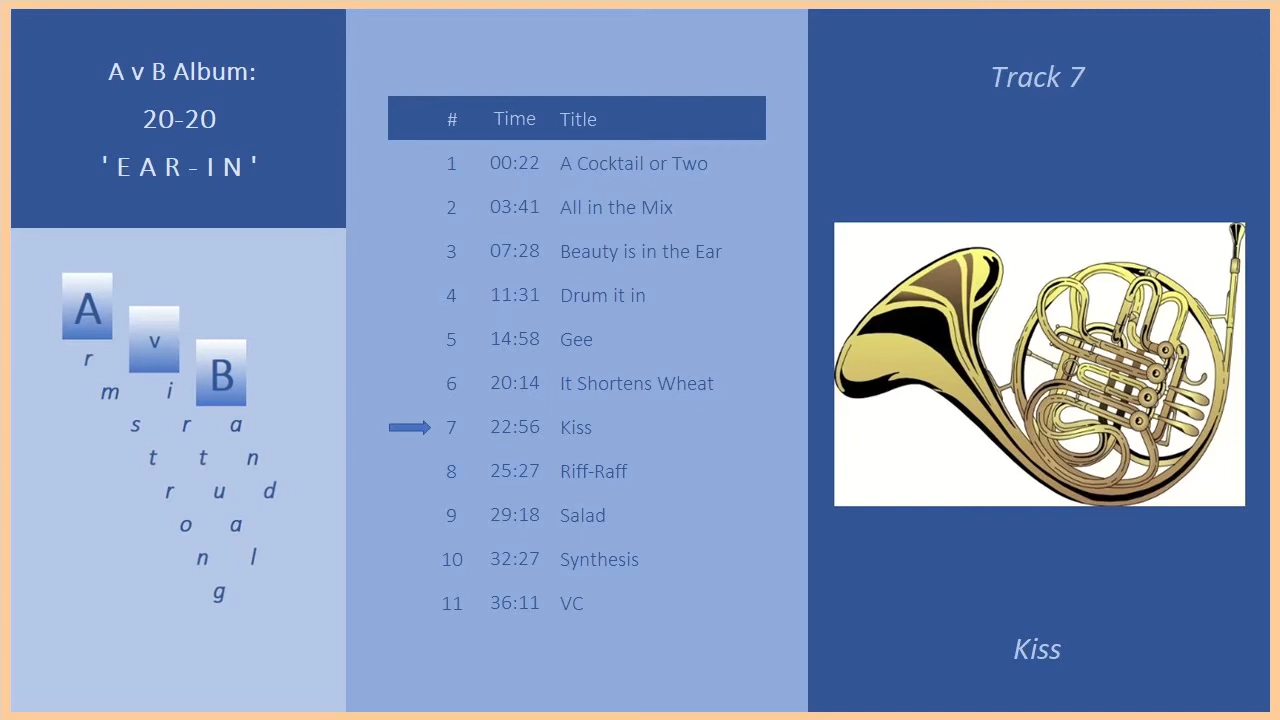 A v B Album:
20-20
' E A R - I N '
A
v
B
r
m i
s r a
t t n
r u d
o a
n l
g
# Time Title
1 00:22 A Cocktail or Two
2 03:41 All in the Mix
3 07:28 Beauty is in the Ear
4 11:31 Drum it in
5 14:58 Gee
6 20:14 It Shortens Wheat
7 22:56 Kiss
8 25:27 Riff-Raff
9 29:18 Salad
10 32:27 Synthesis
11 36:11 VC
Track 7
Kiss